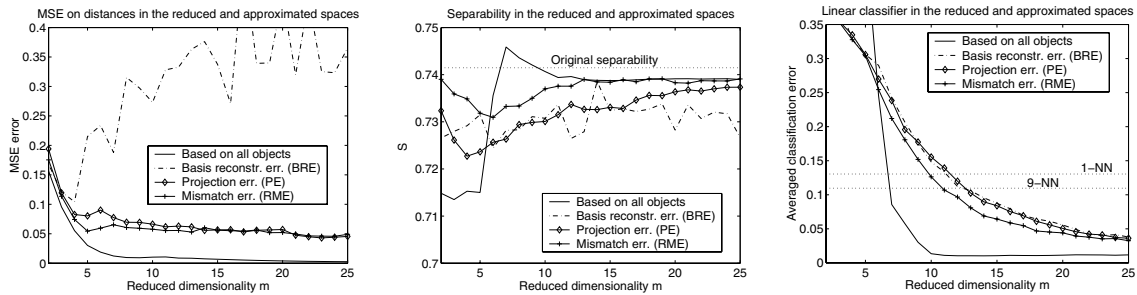 MSE on distances in the reduced and approximated spaces
0.4
0.35
0.3
0.25
0.2
0.15
0.1
0.05
0
MSE error
Based on all objects
Basis reconstr. err. (BRE)
Projection err. (PE)
Mismatch err. (RME)
5 10 15 20 25
Reduced dimensionality m
Separability in the reduced and approximated spaces
0.75
0.74
0.73
0.72
0.71
0.7
S
Original separability
Based on all objects
Basis reconstr. err. (BRE)
Projection err. (PE)
Mismatch err. (RME)
5 10 15 20 25
Reduced dimensionality m
Linear classifier in the reduced and approximated spaces
0.35
0.3
0.25
0.2
0.15
0.1
0.05
0
Averaged classification error
Based on all objects
Basis reconstr. err. (BRE)
Projection err. (PE)
Mismatch err. (RME)
1−NN
9−NN
5 10 15 20 25
Reduced dimensionality m